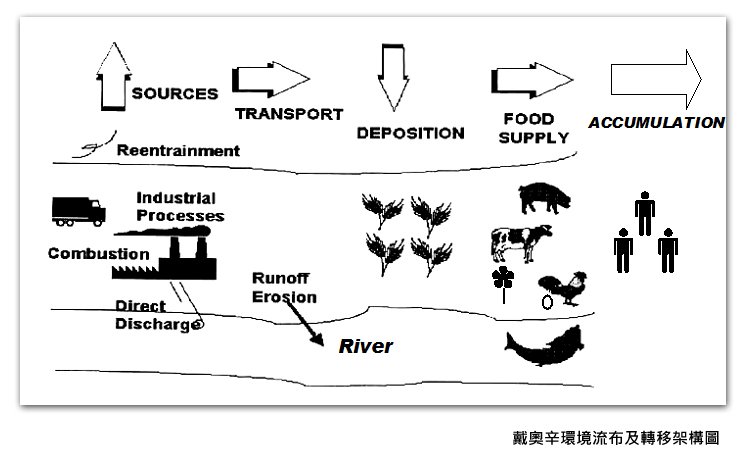 SOURCES
TRANSPORT
DEPOSITION
FOOD
SUPPLY
ACCUMULATION
Reentrainment
Industrial
Processes
Combustion
Direct
Discharge
Runoff
Erosion
River
戴奧辛環境流布及轉移架構圖